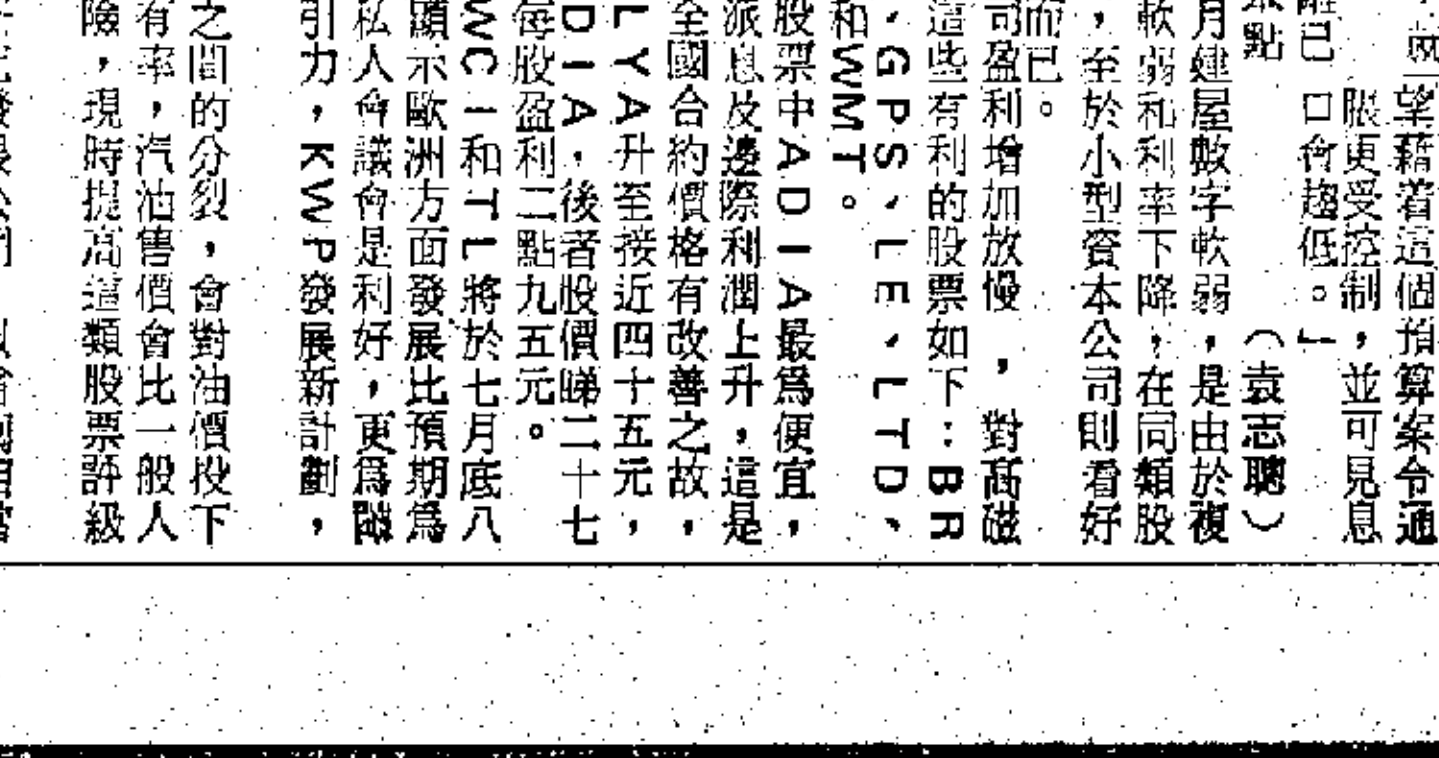 望藉着這個預算案令通
限更受控制，並可見息
口會趨低。」
（袁志聰）
月建屋數字軟弱，是由於複
軟弱和利率下降，在同類股
，至於小型資本公司則看好
而已。
司盈利增加放慢，對高磁
這些有利的股票如下：BR
、GPS、LE、LTD，
和WMT。
股票中ADIA最為便宜，
派息及邊際利潤上升，這是
全國合約價格有改善之故，
LYA升至接近四十五元，
DIA，後者股價睇二十七
每股盈利二點九五元。
WCI和TL將於七月底八
顯示歐洲方面發展比預期為
私人會議會是利好，更為
引力，KWP發展新計劃，
之間的分裂，會對油價投下
有率，汽油售價會比一般人
險，現時提高這類股票評級